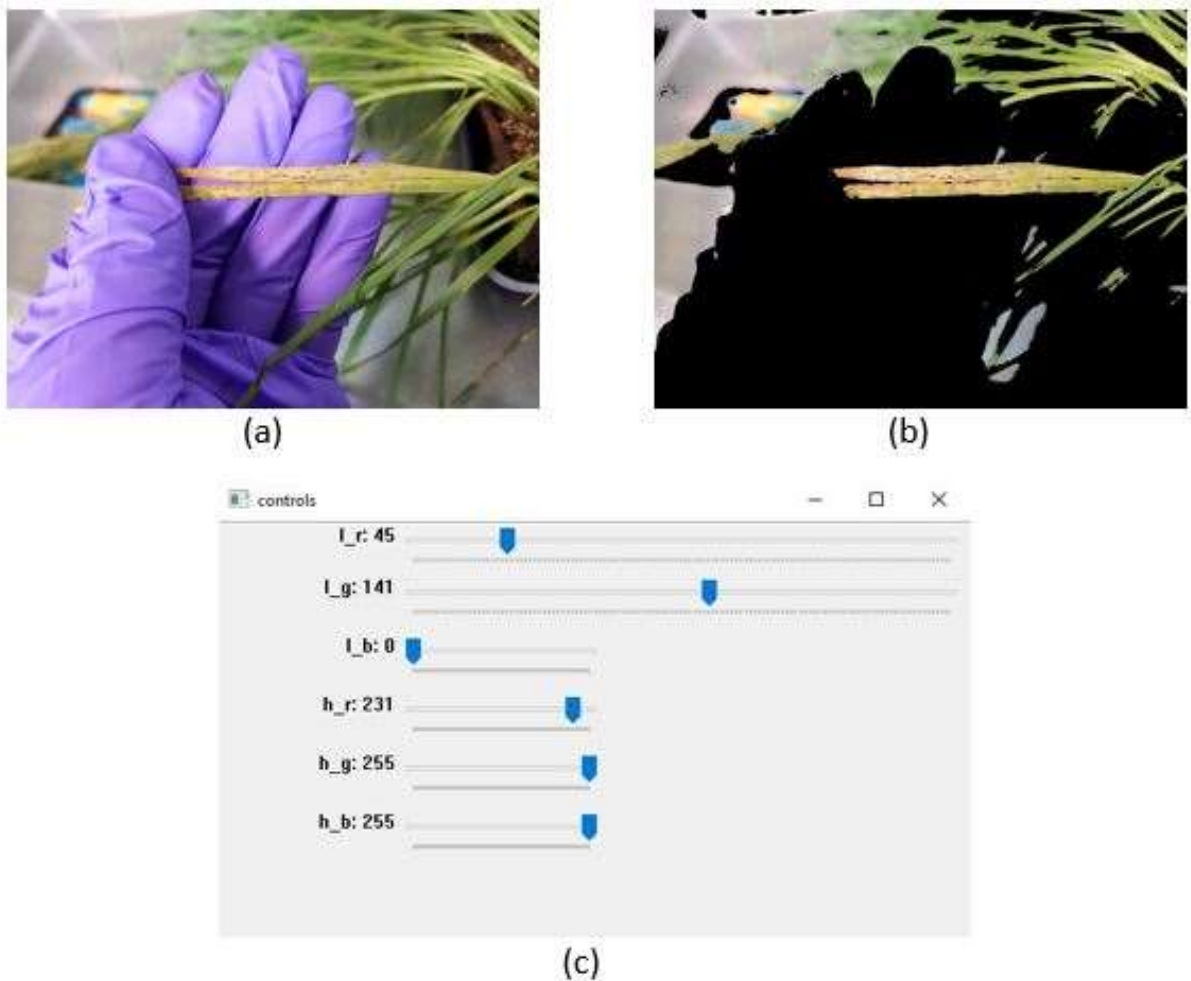 (a)
(b)
controls
l_r: 45
l_g: 141
l_b: 0
h_r: 231
h_g: 255
h_b: 255
(c)